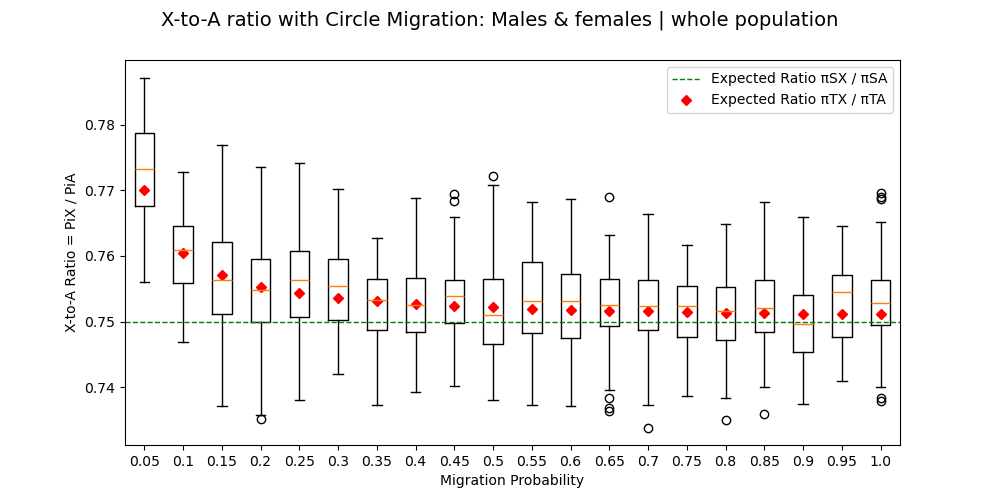 X-to-A ratio with Circle Migration: Males & females | whole population
Expected Ratio πSX / πSA
Expected Ratio πTX / πTA
X-to-A Ratio = PiX / PiA
0.78
0.77
0.76
0.75
0.74
0.05 0.1 0.15 0.2 0.25 0.3 0.35 0.4 0.45 0.5 0.55 0.6 0.65 0.7 0.75 0.8 0.85 0.9 0.95 1.0
Migration Probability